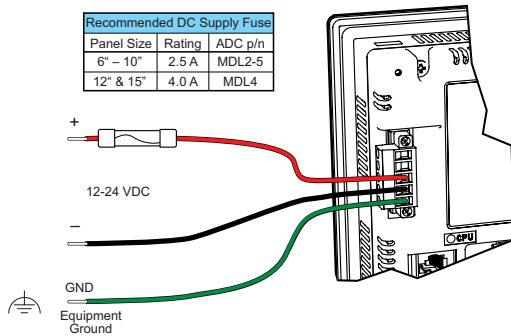 Recommended DC Supply Fuse
Panel Size Rating ADC p/n
6“ – 10” 2.5 A MDL2-5
12“ & 15” 4.0 A MDL4
+
12-24 VDC
–
GND
Equipment
Ground
CPU